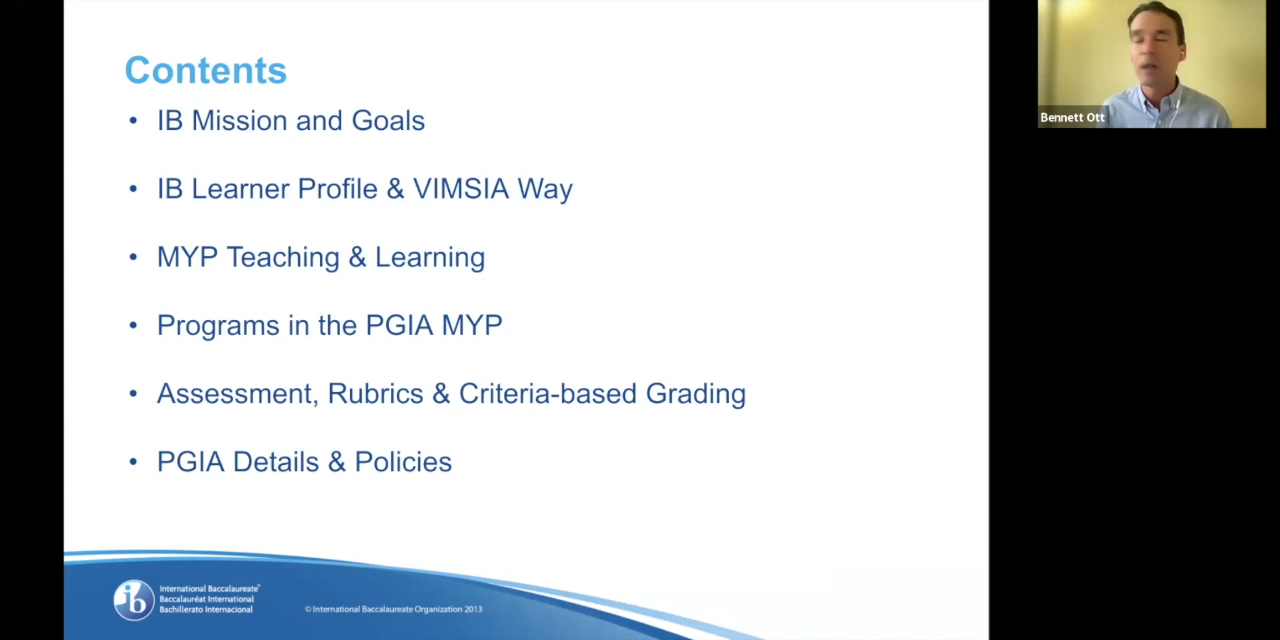 Contents
• IB Mission and Goals
• IB Learner Profile & VIMSIA Way
• MYP Teaching & Learning
• Programs in the PGIA MYP
• Assessment, Rubrics & Criteria-based Grading
• PGIA Details & Policies
ib
International Baccalaureate®
Baccalauréat International
Bachillerato Internacional
© International Baccalaureate Organization 2013
Bennett Ott